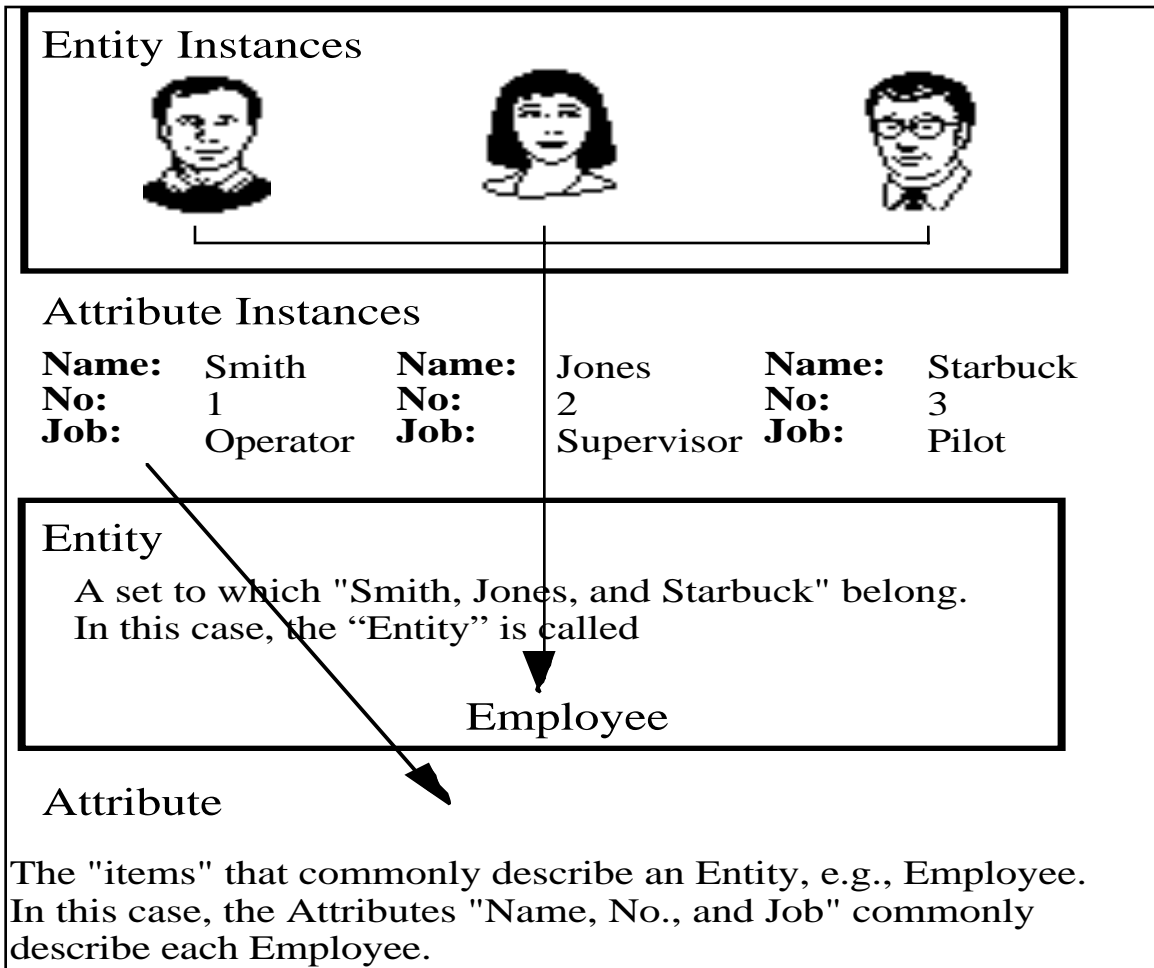 Entity Instances
Attribute Instances
Name: Smith Name: Jones Name: Starbuck
No: 1 No: 2 No: 3
Job: Operator Job: Supervisor Job: Pilot
Entity
A set to which "Smith, Jones, and Starbuck" belong.
In this case, the “Entity” is called
Employee
Attribute
The "items" that commonly describe an Entity, e.g., Employee.
In this case, the Attributes "Name, No., and Job" commonly
describe each Employee.